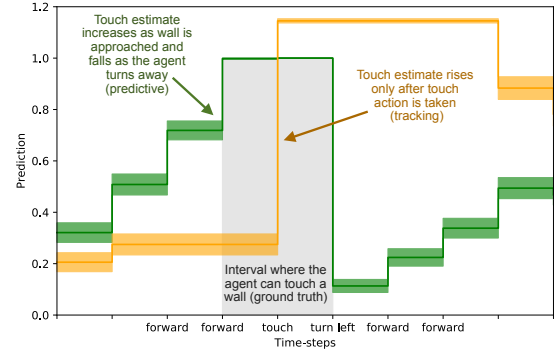 1.2
1.0
0.8
0.6
0.4
0.2
0.0
Prediction
Touch estimate
increases as wall is
approached and
falls as the agent
turns away
(predictive)
Touch estimate rises
only after touch
action is taken
(tracking)
Interval where the
agent can touch a
wall (ground truth)
forward forward touch turn left forward forward
Time-steps